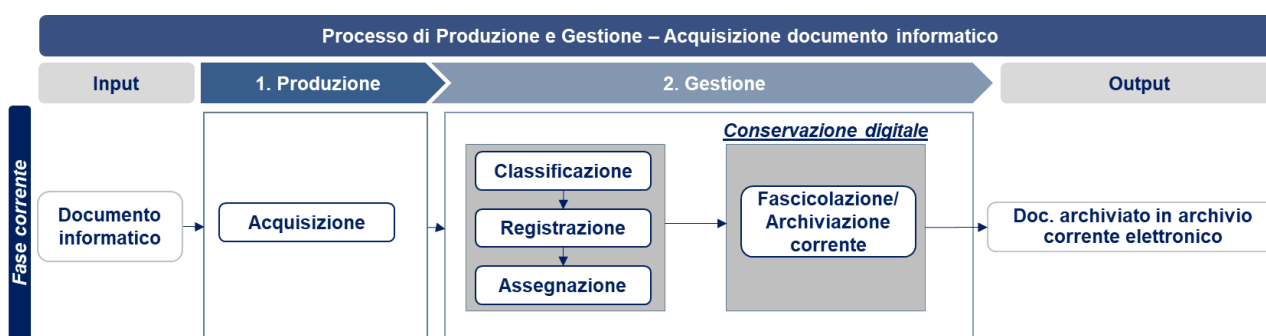 Processo di Produzione e Gestione – Acquisizione documento informatico
Input
1. Produzione
2. Gestione
Output
Fase corrente
Documento
informatico
Acquisizione
Classificazione
Registrazione
Assegnazione
Conservazione digitale
Fascicolazione/
Archiviazione
corrente
Doc. archiviato in archivio
corrente elettronico